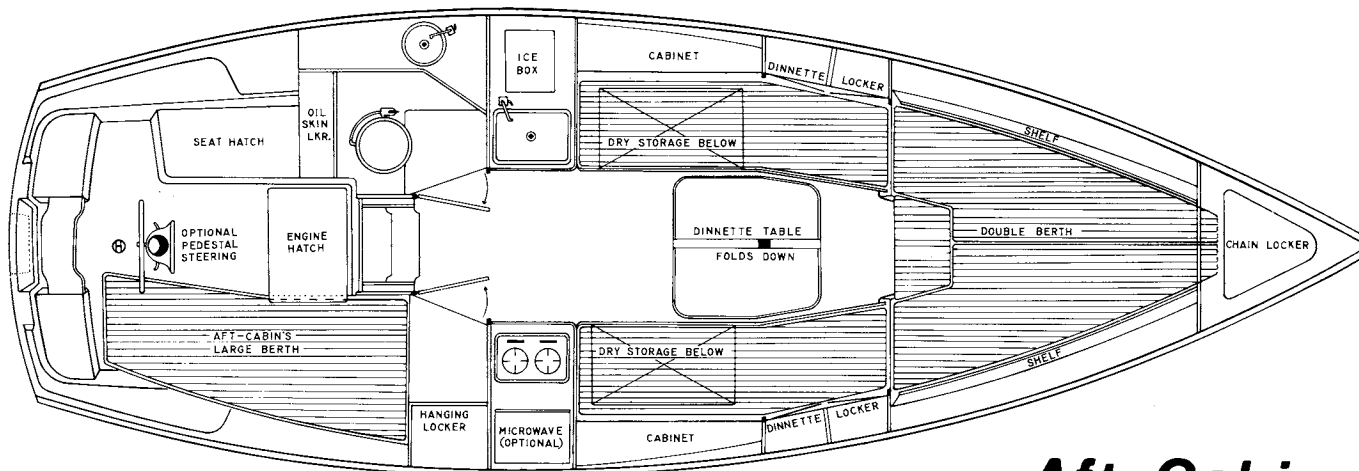 ICE
BOX
CABINET
DINNETTE
LOCKER
OIL
SKIN
LKR.
SEAT HATCH
DRY STORAGE BELOW
SHELF
OPTIONAL
PEDESTAL
STEERING
ENGINE
HATCH
DINNETTE TABLE
FOLDS DOWN
DOUBLE BERTH
CHAIN LOCKER
AFT-CABIN'S
LARGE BERTH
DRY STORAGE BELOW
SHELF
HANGING
LOCKER
MICROWAVE
(OPTIONAL)
CABINET
DINNETTE
LOCKER